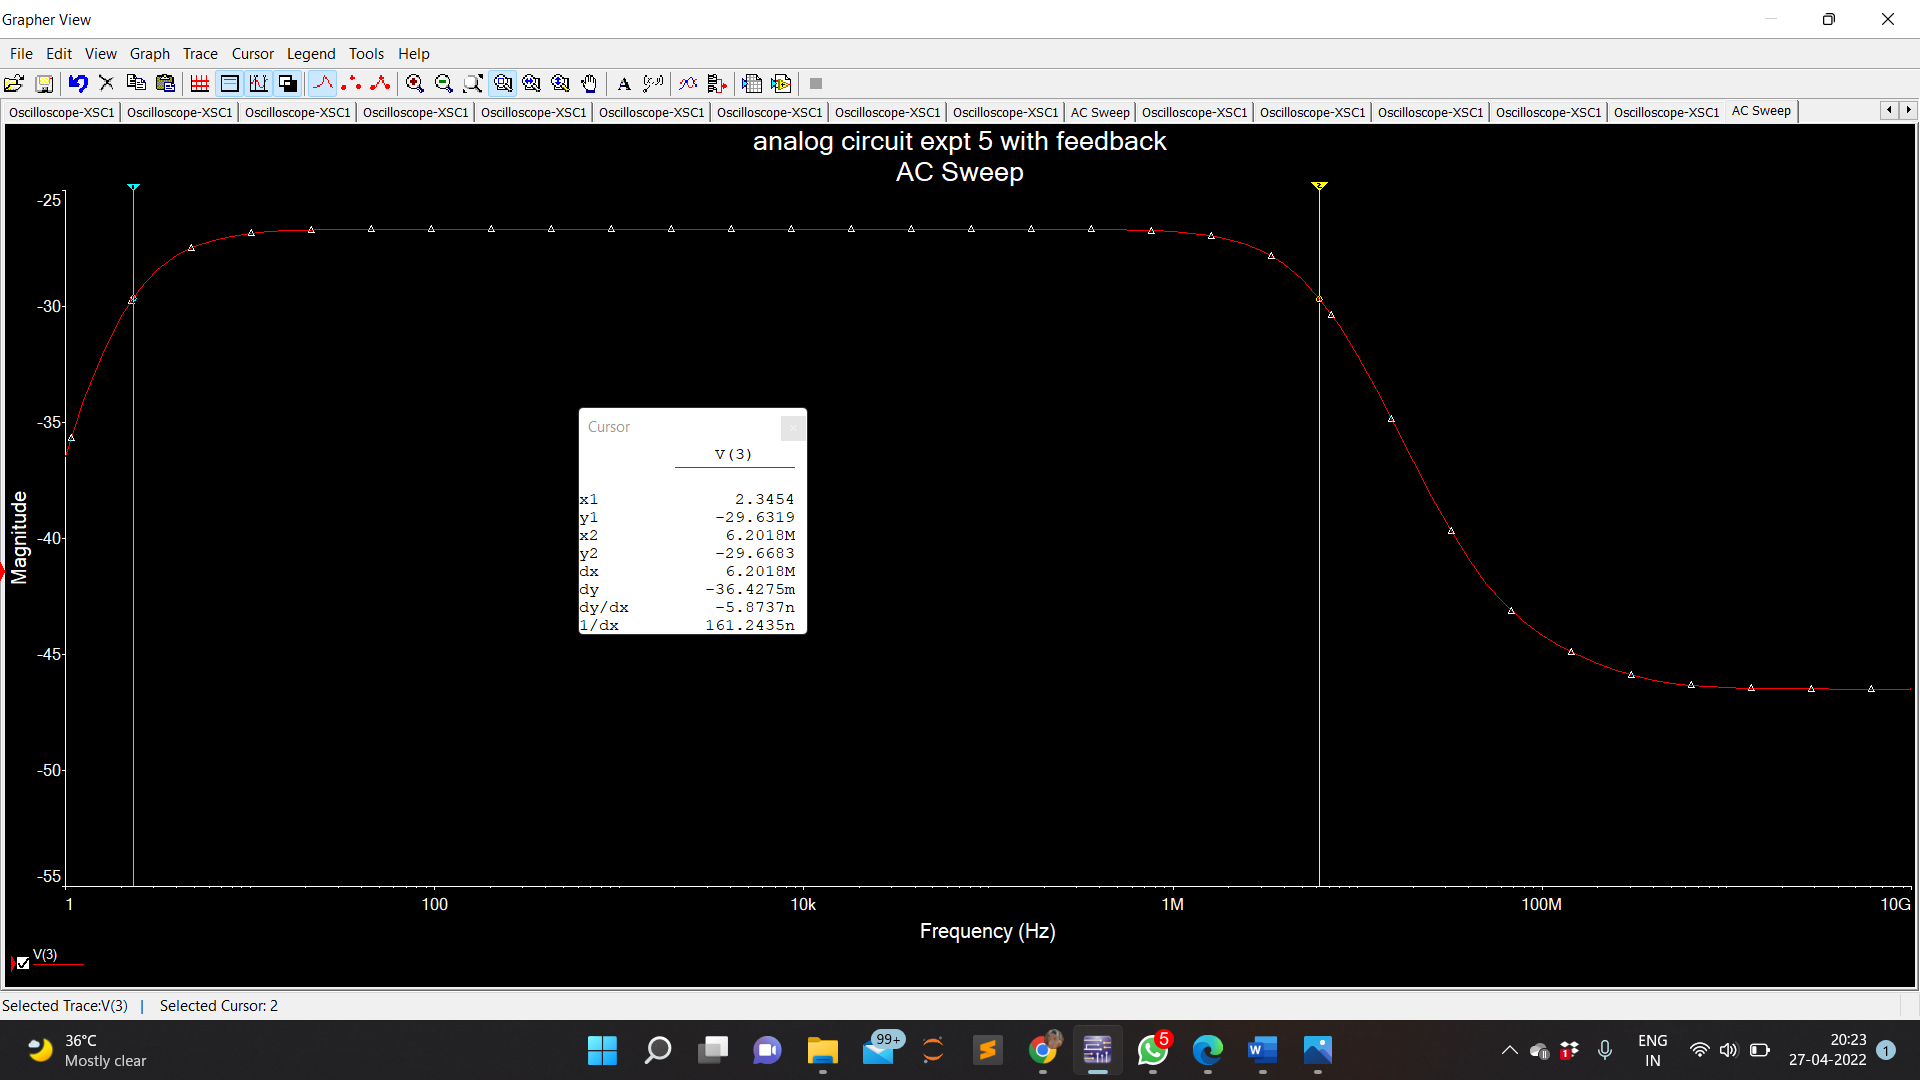 Grapher View
File Edit View Graph Trace Cursor Legend Tools Help
Oscilloscope-XSC1 Oscilloscope-XSC1 Oscilloscope-XSC1 Oscilloscope-XSC1 Oscilloscope-XSC1 Oscilloscope-XSC1 Oscilloscope-XSC1 Oscilloscope-XSC1 Oscilloscope-XSC1 AC Sweep Oscilloscope-XSC1 Oscilloscope-XSC1 Oscilloscope-XSC1 Oscilloscope-XSC1 Oscilloscope-XSC1 AC Sweep
analog circuit expt 5 with feedback
AC Sweep
-25
-30
-35
-40
-45
-50
-55
Magnitude
Cursor
V(3)
x1 2.3454
y1 -29.6319
x2 6.2018M
y2 -29.6683
dx 6.2018M
dy -36.4275m
dy/dx -5.8737n
1/dx 161.2435n
1 100 10k 1M 100M 10G
Frequency (Hz)
V(3)
Selected Trace:V(3) | Selected Cursor: 2
36°C
Mostly clear
99+
5
1
ENG
IN
20:23
27-04-2022
1